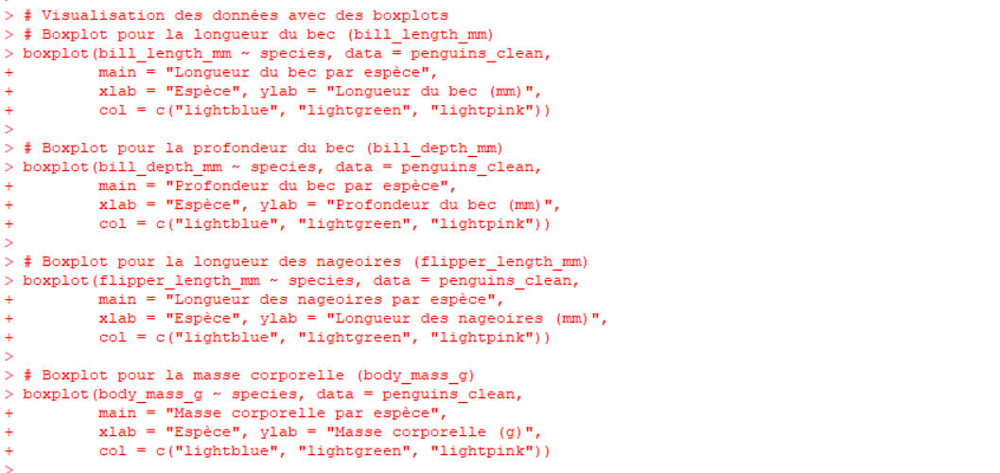 > # Visualisation des données avec des boxplots
> # Boxplot pour la longueur du bec (bill_length_mm)
> boxplot(bill_length_mm ~ species, data = penguins_clean,
+         main = "Longueur du bec par espèce",
+         xlab = "Espèce", ylab = "Longueur du bec (mm)",
+         col = c("lightblue", "lightgreen", "lightpink"))
>
> # Boxplot pour la profondeur du bec (bill_depth_mm)
> boxplot(bill_depth_mm ~ species, data = penguins_clean,
+         main = "Profondeur du bec par espèce",
+         xlab = "Espèce", ylab = "Profondeur du bec (mm)",
+         col = c("lightblue", "lightgreen", "lightpink"))
>
> # Boxplot pour la longueur des nageoires (flipper_length_mm)
> boxplot(flipper_length_mm ~ species, data = penguins_clean,
+         main = "Longueur des nageoires par espèce",
+         xlab = "Espèce", ylab = "Longueur des nageoires (mm)",
+         col = c("lightblue", "lightgreen", "lightpink"))
>
> # Boxplot pour la masse corporelle (body_mass_g)
> boxplot(body_mass_g ~ species, data = penguins_clean,
+         main = "Masse corporelle par espèce",
+         xlab = "Espèce", ylab = "Masse corporelle (g)",
+         col = c("lightblue", "lightgreen", "lightpink"))
>